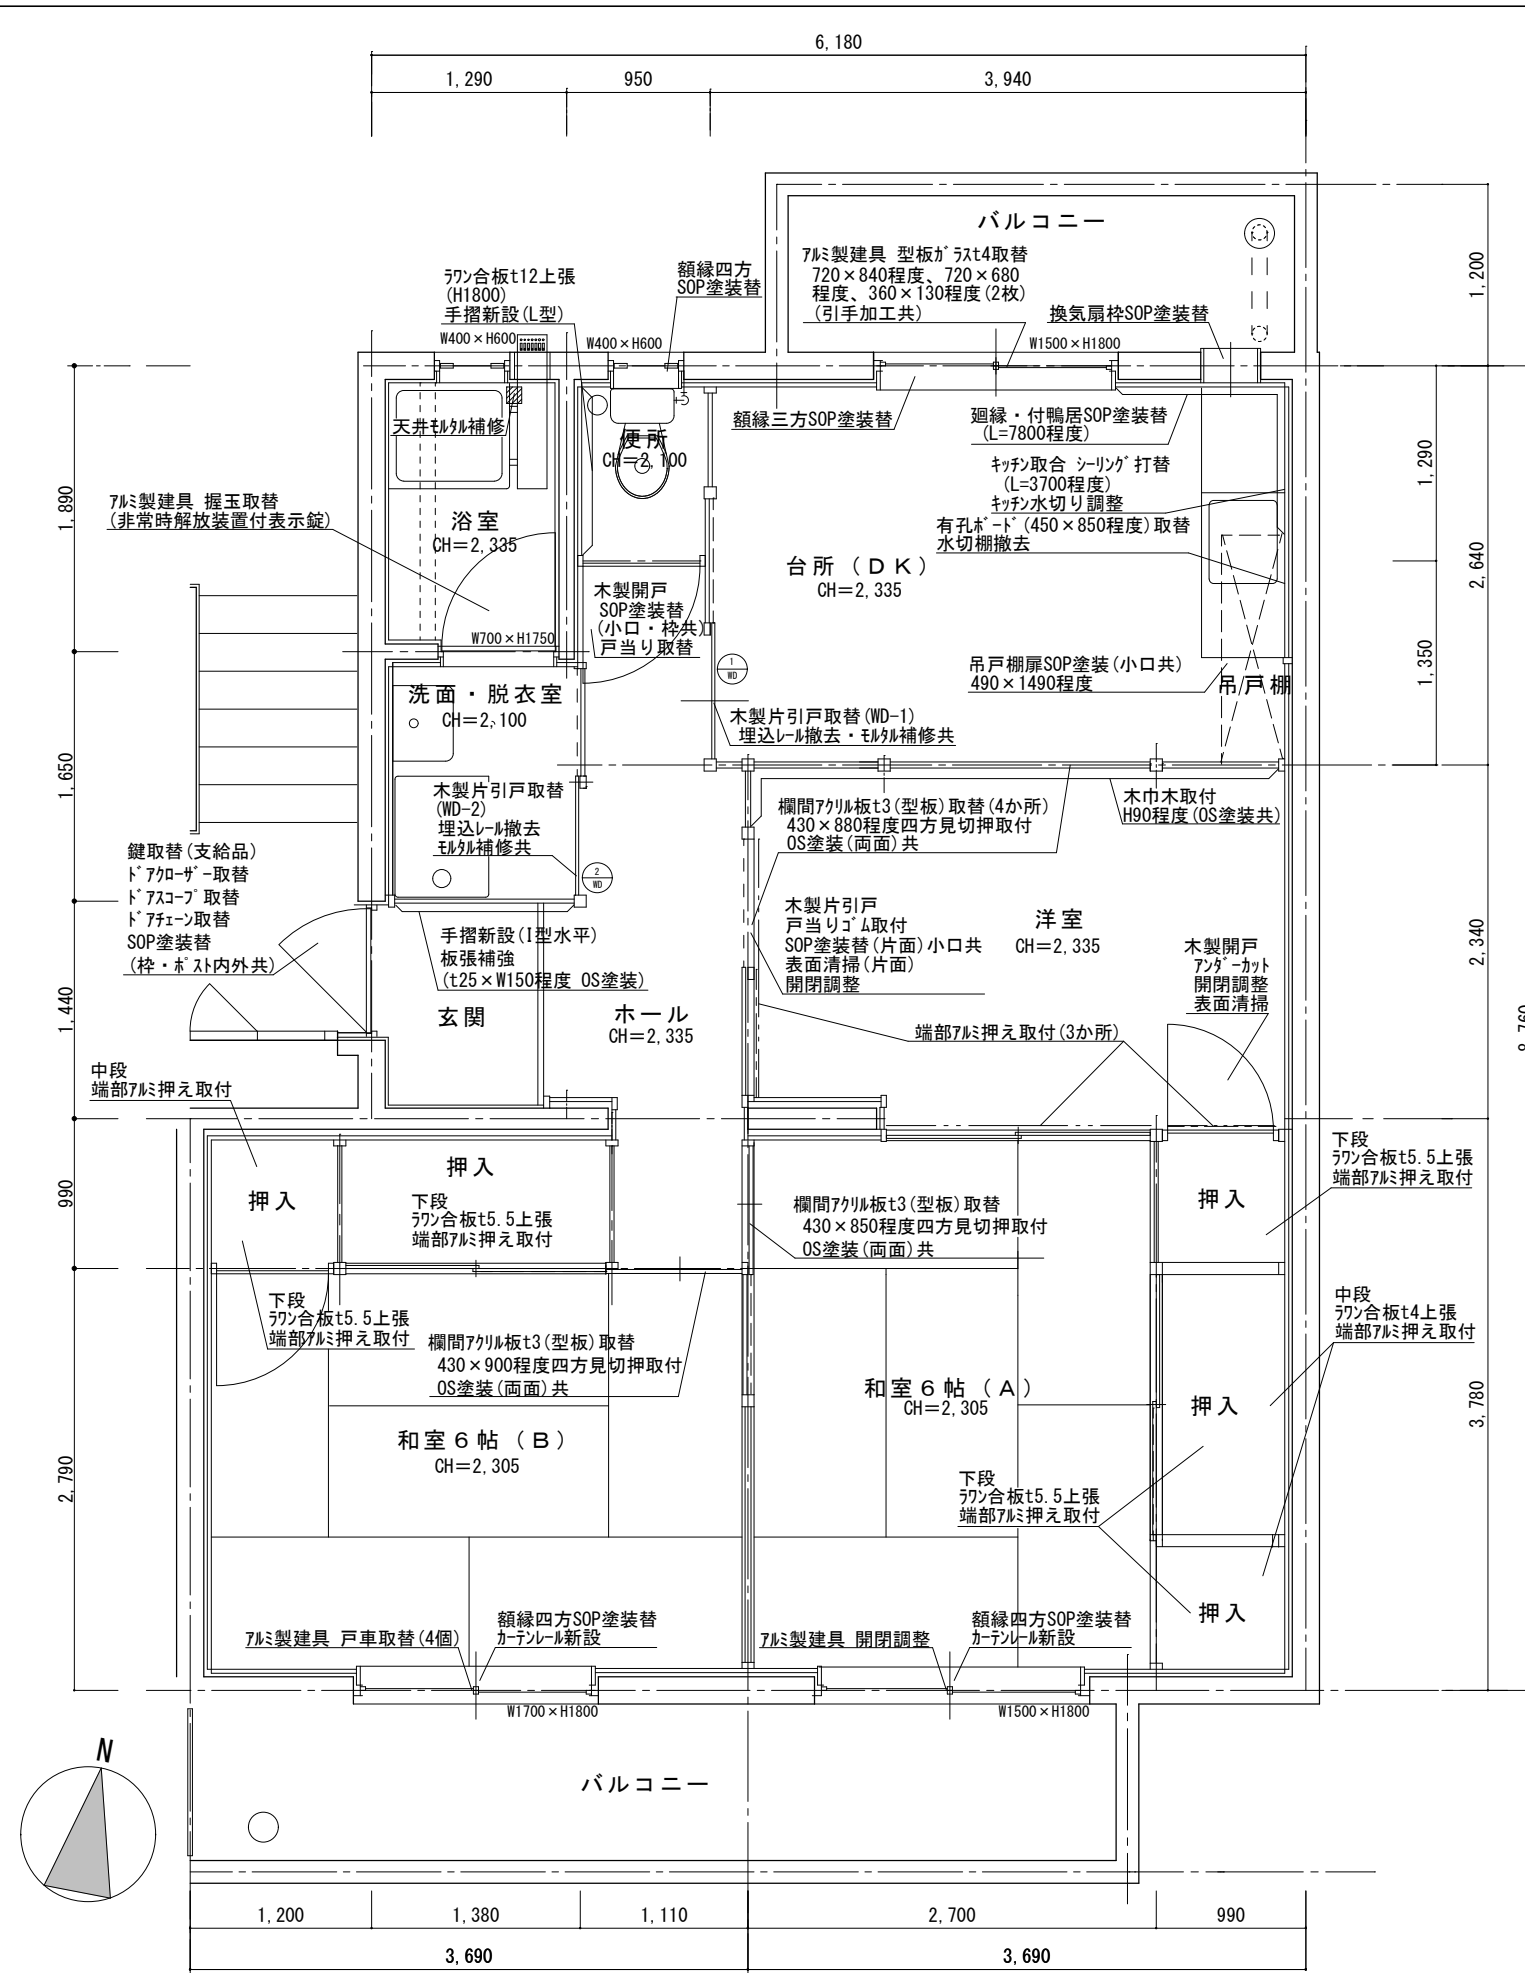 6,180
1,290
950
3,940
バルコニー
アルミ製建具 型板ガラスt4取替
720×840程度、720×680
程度、360×130程度(2枚)
(引手加工共)
換気扇枠SOP塗装替
W1500×H1800
1,200
ラワン合板t12上張
(H1800)
手摺新設(L型)
W400×H600
額縁四方
SOP塗装替
W400×H600
天井モルタル補修
便所
CH=2,100
額縁三方SOP塗装替
廻縁・付鴨居SOP塗装替
(L=7800程度)
キッチン取合 シーリング打替
(L=3700程度)
キッチン水切り調整
有孔ボード(450×850程度)取替
水切棚撤去
1,290
1,890
アルミ製建具 握玉取替
(非常時解放装置付表示錠)
浴室
CH=2,335
台所(DK)
CH=2,335
2,640
木製開戸
SOP塗装替
(小口・枠共)
戸当り取替
W700×H1750
1
WD
吊戸棚扉SOP塗装(小口共)
490×1490程度
吊戸棚
1,350
洗面・脱衣室
CH=2,100
木製片引戸取替(WD-1)
埋込レール撤去・モルタル補修共
1,650
木製片引戸取替
(WD-2)
埋込レール撤去
モルタル補修共
2
WD
欄間アクリル板t3(型板)取替(4か所)
430×880程度四方見切押取付
OS塗装(両面)共
木巾木取付
H90程度(OS塗装共)
鍵取替(支給品)
ドアクローザー取替
ドアスコープ取替
ドアチェーン取替
SOP塗装替
(枠・ポスト内外共)
手摺新設(I型水平)
板張補強
(t25×W150程度 OS塗装)
木製片引戸
戸当りゴム取付
SOP塗装替(片面)小口共
表面清掃(片面)
開閉調整
洋室
CH=2,335
木製開戸
アンダーカット
開閉調整
表面清掃
2,340
1,440
玄関
ホール
CH=2,335
端部アルミ押え取付(3か所)
8,760
中段
端部アルミ押え取付
押入
押入
下段
ラワン合板t5.5上張
端部アルミ押え取付
欄間アクリル板t3(型板)取替
430×850程度四方見切押取付
OS塗装(両面)共
押入
下段
ラワン合板t5.5上張
端部アルミ押え取付
990
下段
ラワン合板t5.5上張
端部アルミ押え取付
欄間アクリル板t3(型板)取替
430×900程度四方見切押取付
OS塗装(両面)共
中段
ラワン合板t4上張
端部アルミ押え取付
和室6帖(A)
CH=2,305
押入
3,780
和室6帖(B)
CH=2,305
2,790
下段
ラワン合板t5.5上張
端部アルミ押え取付
押入
アルミ製建具 戸車取替(4個)
額縁四方SOP塗装替
カーテンレール新設
アルミ製建具 開閉調整
額縁四方SOP塗装替
カーテンレール新設
W1700×H1800
W1500×H1800
N
バルコニー
1,200
1,380
1,110
2,700
990
3,690
3,690